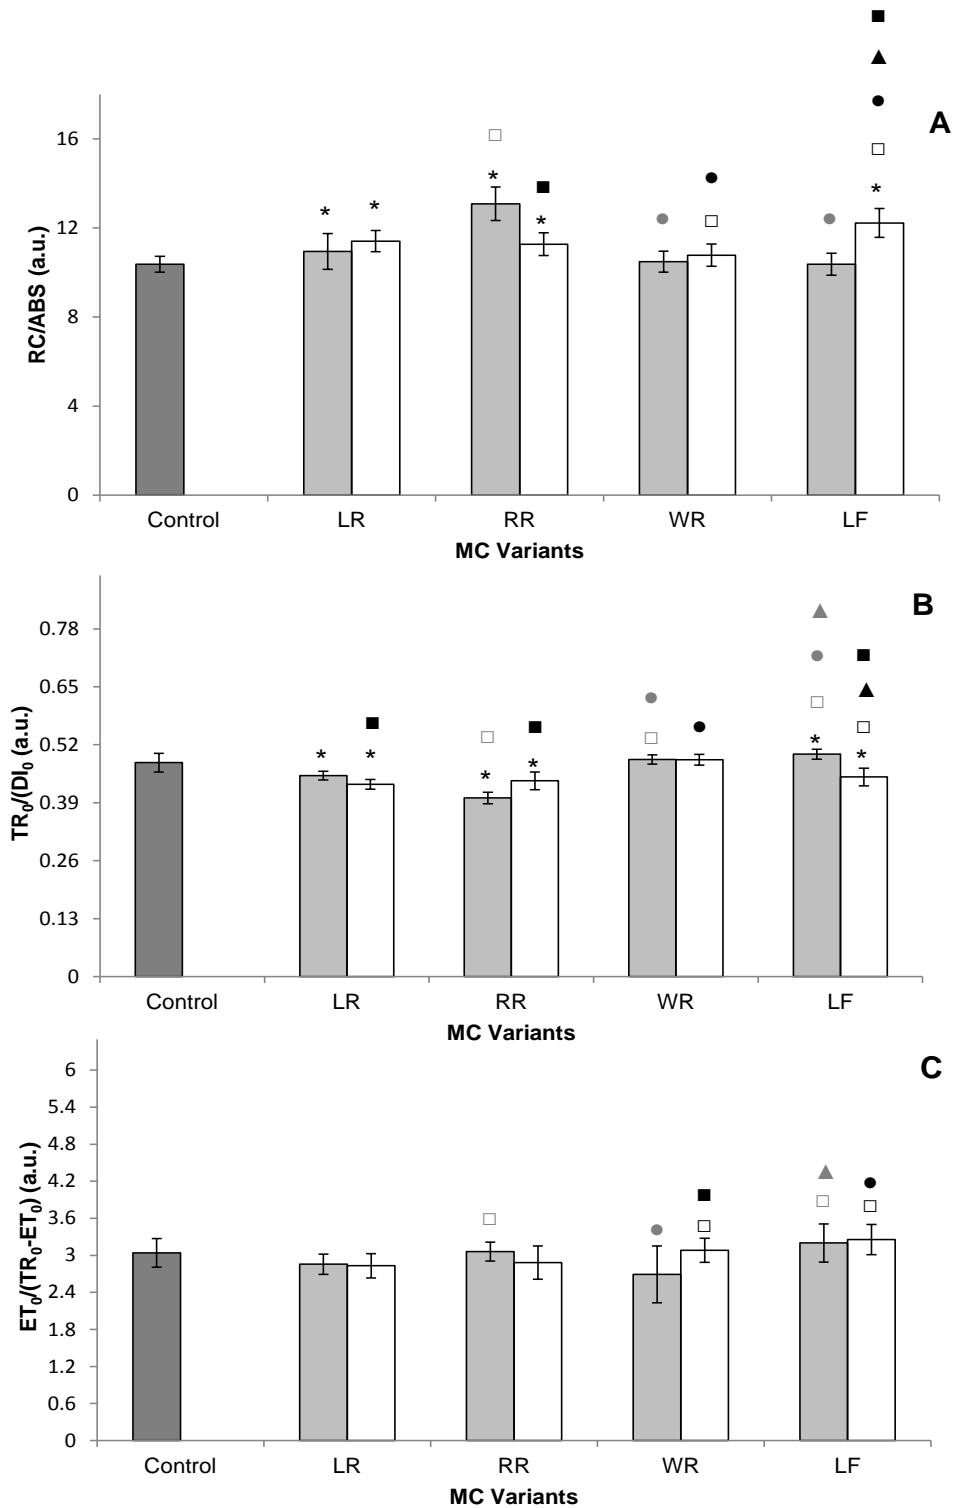 A
RC/ABS (a.u.)
16
12
8
4
0
* * * * *
Control LR RR WR LF
MC Variants
B
TR₀/(DI₀ (a.u.)
0.78
0.65
0.52
0.39
0.26
0.13
0
* * * * * *
Control LR RR WR LF
MC Variants
C
ET₀/(TR₀-ET₀) (a.u.)
6
5.4
4.8
4.2
3.6
3
2.4
1.8
1.2
0.6
0
Control LR RR WR LF
MC Variants